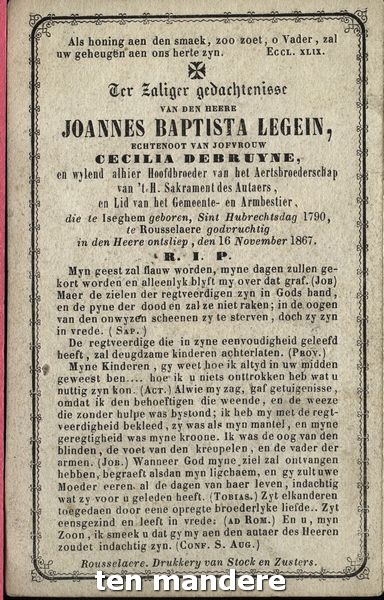 Als honing aen den smaek, zoo zoet, o Vader, zal
uw geheugten aen ons herte zyn. ECCL. XLIX.
Ter Zaliger gedachtenisse
VAN DEN HEERE
JOANNES BAPTISTA LEGEIN,
ECHTENOOT VAN JOFVROUW
CECILIA DEBRUYNE,
en wylend alhier Hoofdbroeder van het Aertsbroederschap
van 't H. Sakrament des Autaers,
en Lid van het Gemeente- en Armbestier,
die te Iseghem geboren, Sint Hubrechtsdag 1790,
te Rousselaere godvruchtig
in den Heere ontsliep, den 16 November 1867.
R. I. P.
Myn geest zal flauw worden, myne dagen zullen ge-
kort worden en alleenlyk blyft my over dat graf. (JOB)
Maer de zielen der regtveerdigen zyn in Gods hand,
en de pyne der dood en zal ze niet raken; in de oogen
van den onwyzen scheenen zy te sterven, doch zy zyn
in vrede. (SAP.)
De regtveerdige die in zyne eenvoudigheid geleefd
heeft, zal deugdzame kinderen achterlaten. (PROV.)
Myne Kinderen, gy weet hoe ik altyd in uw midden
geweest ben.... hoe ik u niets onttrokken heb wat u
nuttig zyn kon. (ACT.) Alwie my zag, gaf getuigenisse,
omdat ik den behoeftigen die weende, en de weeze
die zonder hulpe was bystond; ik heb my met de regt-
veerdigheid bekleed, zy was als myn mantel, en myne
geregtigheid was myne kroone. Ik was de oog van den
blinden, de voet van den kreupelen, en de vader der
armen. (JOB.) Wanneer God myne ziel zal ontvangen
hebben, begraeft alsdan myn ligchaem, en gy zult uwe
Moeder eeren al de dagen van haer leven, indachtig
wat zy voor u geleden heeft. (TOBIAS.) Zyt elkanderen
toegedaen door eene opregte broederlyke liefde.. Zyt
eensgezind en leeft in vrede: (AD ROM.) En u, myn
Zoon, ik smeek u dat gy my aen den autaer des Heeren
zoudet indachtig zyn. (CONF. S. AUG.)
Rousselaere. Drukkery van Stock en Zusters.
ten mandere